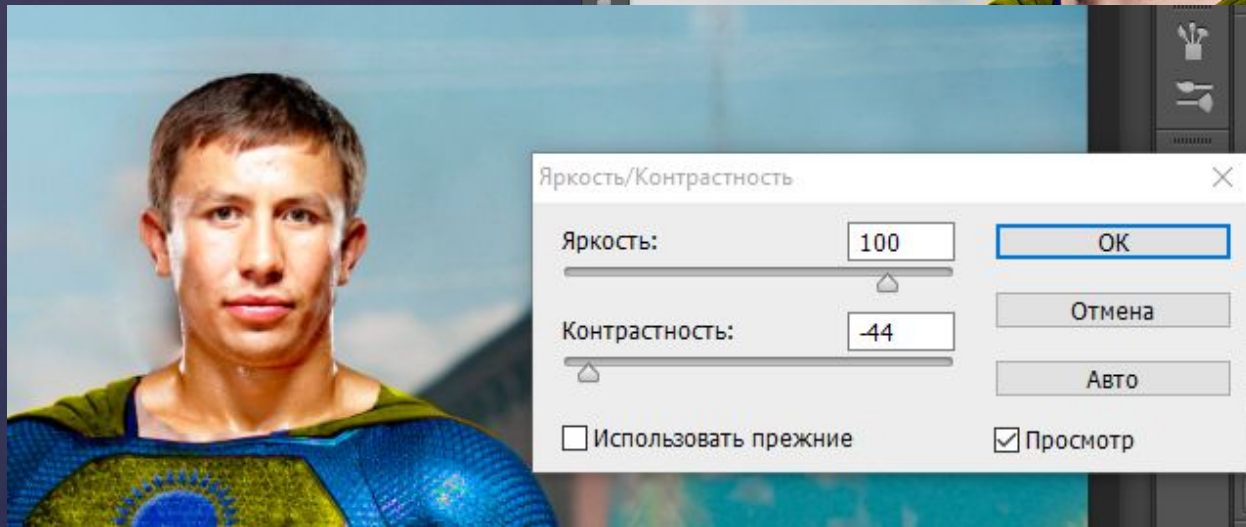 Яркость/Контрастность
Яркость:
100
OK
Контрастность:
-44
Отмена
Авто
Использовать прежние
Просмотр